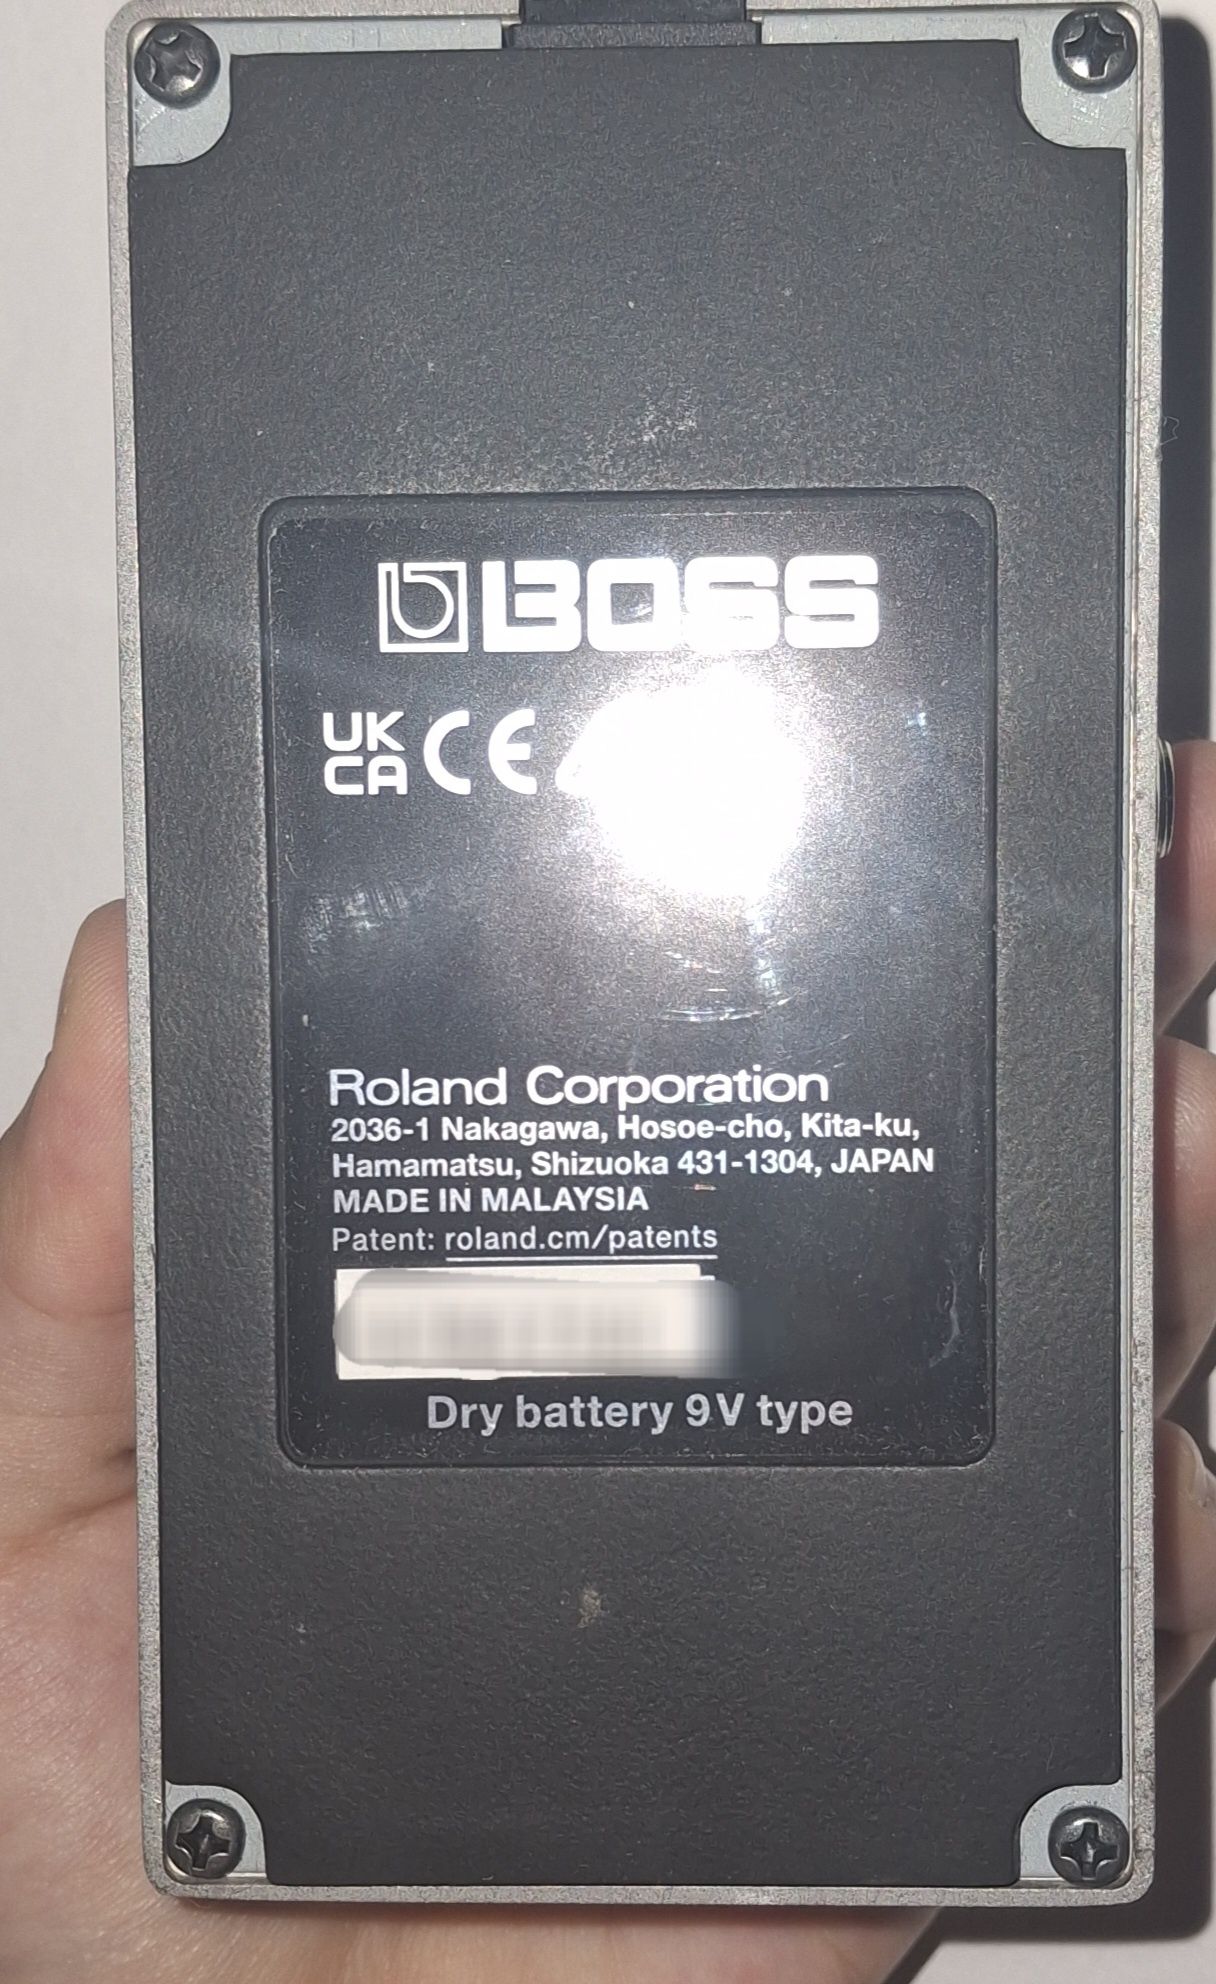 BOSS
UK
CA CE
Roland Corporation
2036-1 Nakagawa, Hosoe-cho, Kita-ku,
Hamamatsu, Shizuoka 431-1304, JAPAN
MADE IN MALAYSIA
Patent: roland.cm/patents
Dry battery 9V type